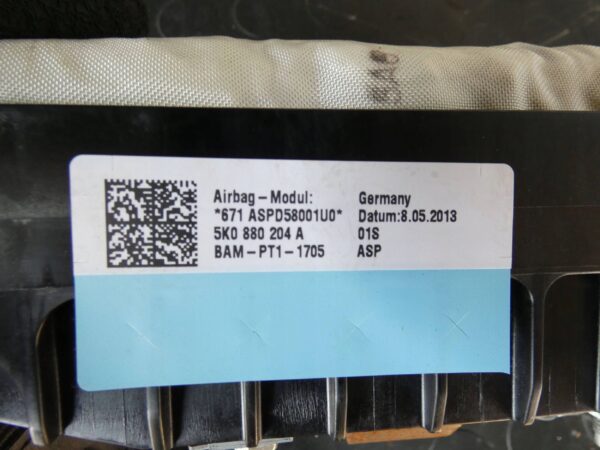 Airbag-Modul: Germany
*671 ASPD58001U0* Datum:8.05.2013
5K0 880 204 A 01S
BAM-PT1-1705 ASP